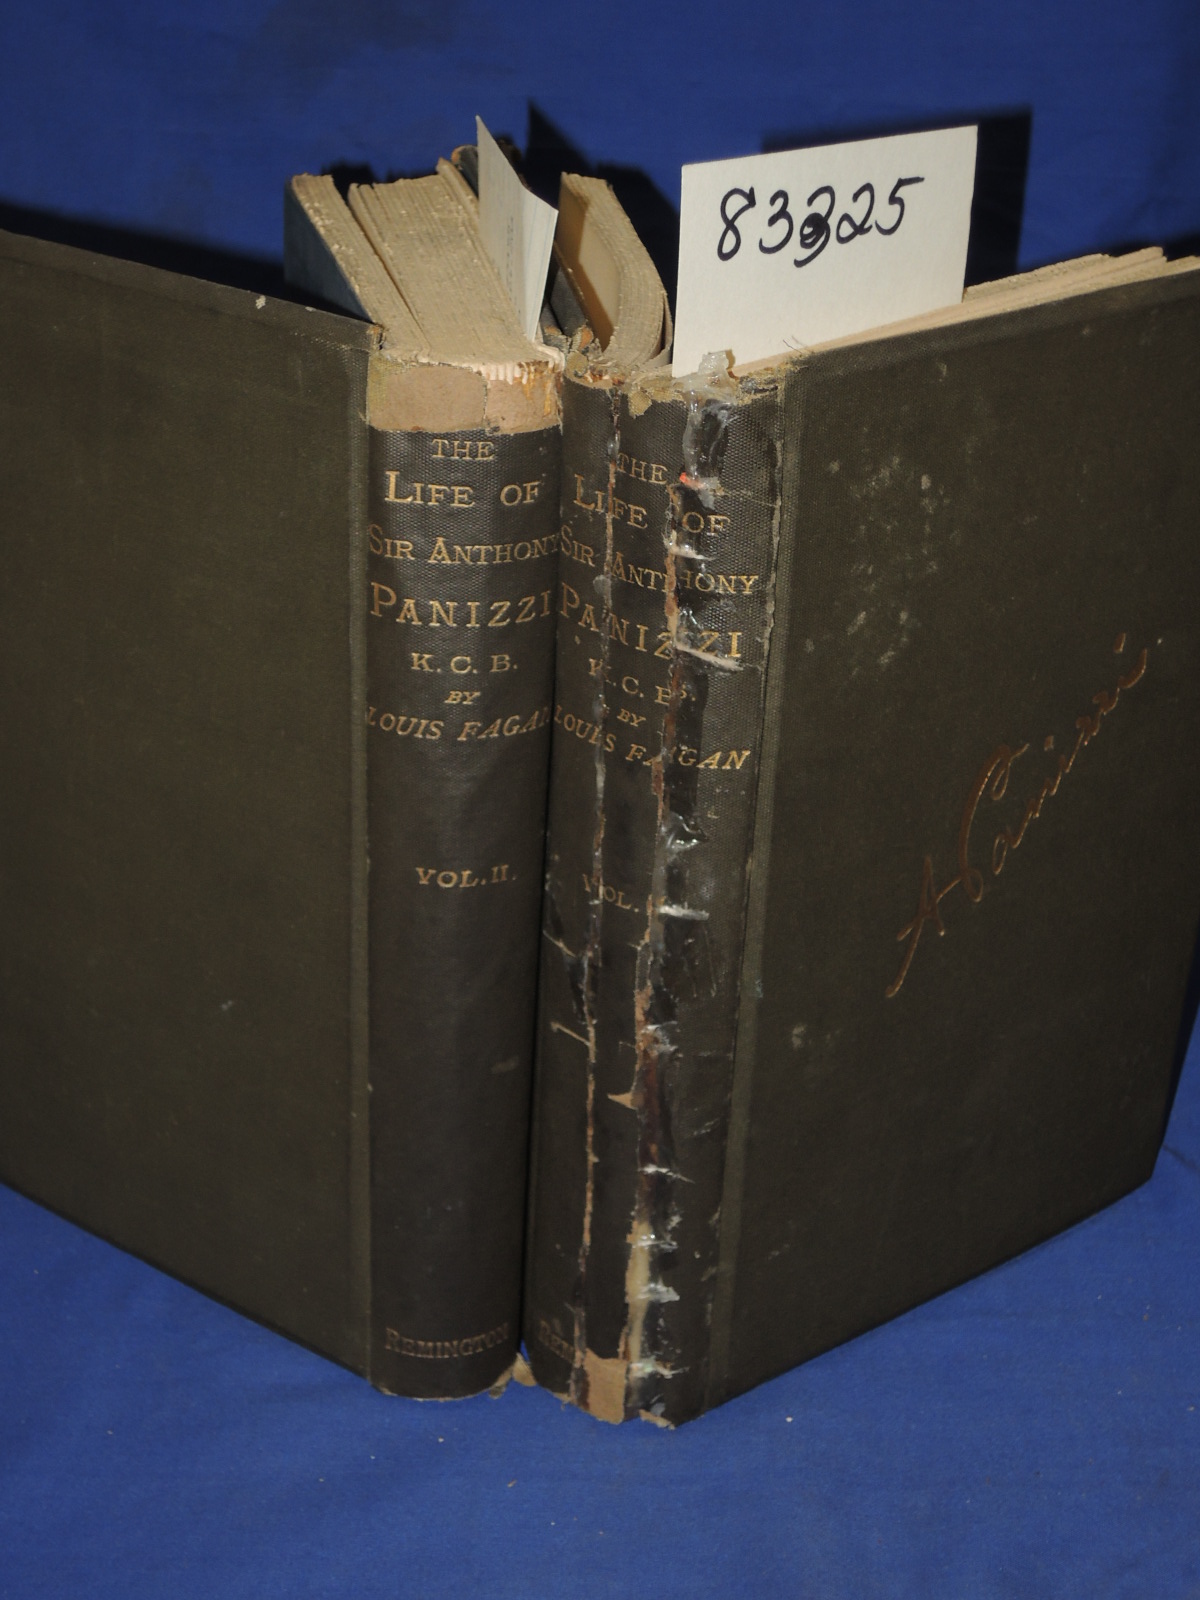 83325
THE
LIFE OF
SIR ANTHONY
PANIZZI
K. C. B.
BY
LOUIS FAGAN
VOL. II.
REMINGTON
THE
LIFE OF
SIR ANTHONY
PANIZZI
K. C. B.
BY
LOUIS FAGAN
VOL.
REM
A Panizzi.